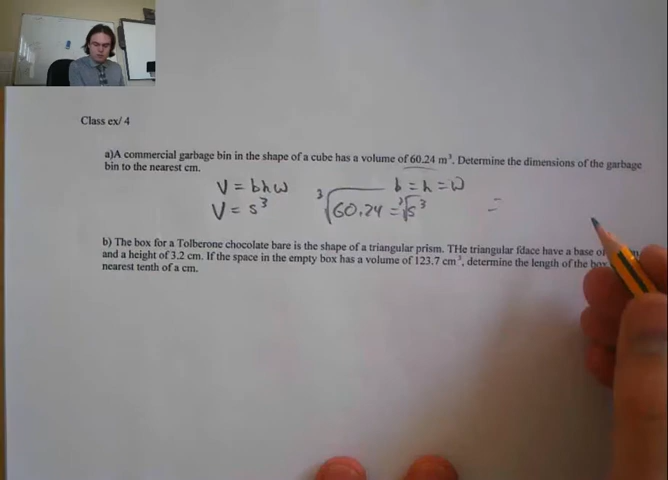 Class ex/ 4
a)A commercial garbage bin in the shape of a cube has a volume of 60.24 m³. Determine the dimensions of the garbage
bin to the nearest cm.
V = bhw
b = h = w
V = s³
∛60.24 = ∛s³
=
b) The box for a Tolberone chocolate bare is the shape of a triangular prism. THe triangular fdace have a base of
and a height of 3.2 cm. If the space in the empty box has a volume of 123.7 cm³, determine the length of the box
nearest tenth of a cm.